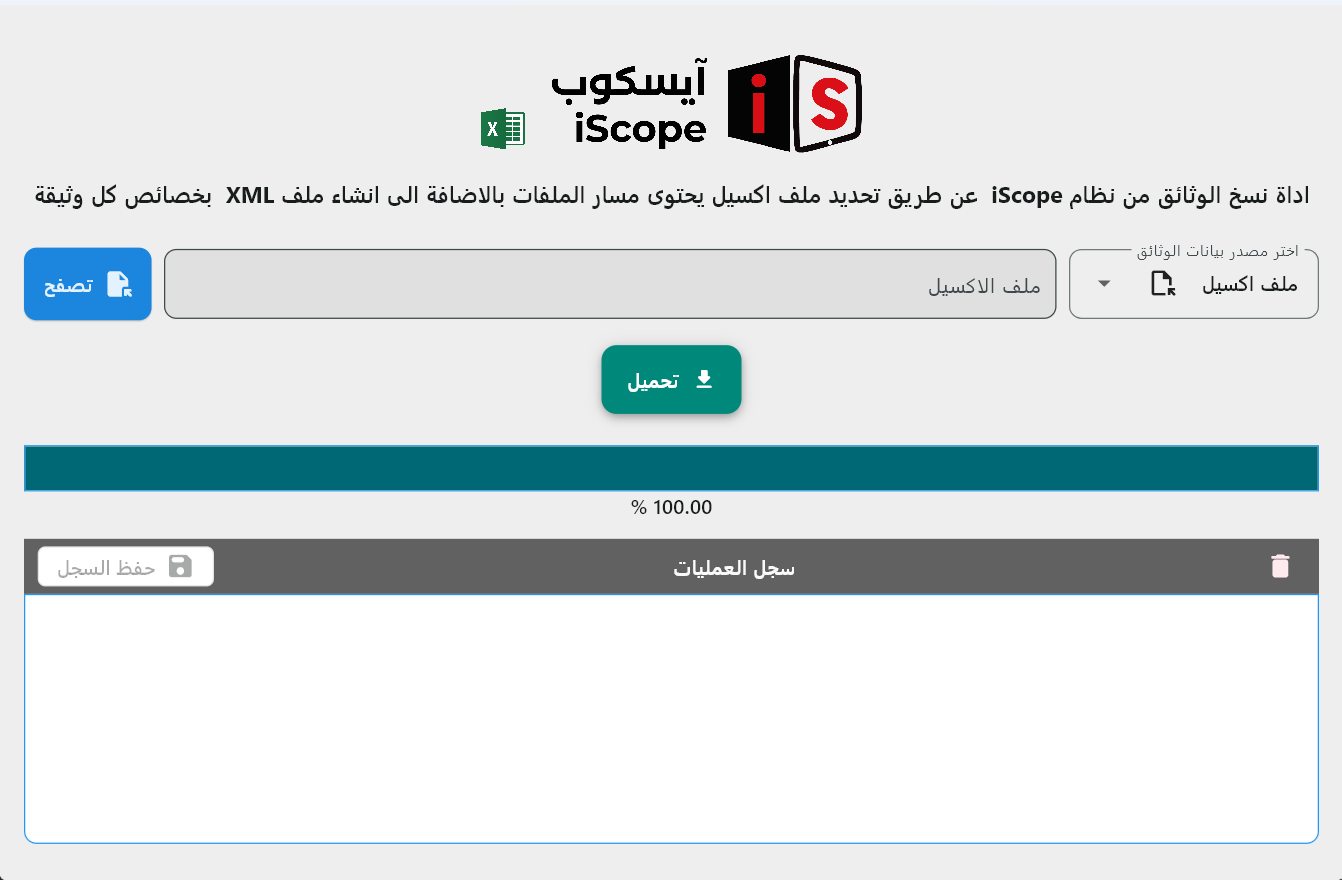 آيسكوب
iScope
iS
X
اداة نسخ الوثائق من نظام iScope عن طريق تحديد ملف اكسيل يحتوى مسار الملفات بالاضافة الى انشاء ملف XML بخصائص كل وثيقة
اختر مصدر بيانات الوثائق
ملف اكسيل
ملف الاكسيل
تصفح
تحميل
% 100.00
سجل العمليات
حفظ السجل